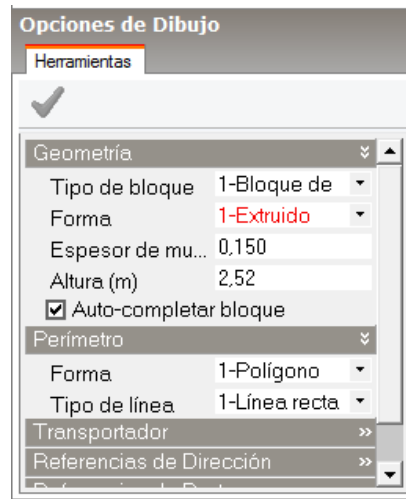 Opciones de Dibujo
Herramientas
Geometría
Tipo de bloque 1-Bloque de
Forma 1-Extruido
Espesor de mu... 0,150
Altura (m) 2,52
Auto-completar bloque
Perímetro
Forma 1-Polígono
Tipo de línea 1-Línea recta
Transportador
Referencias de Dirección